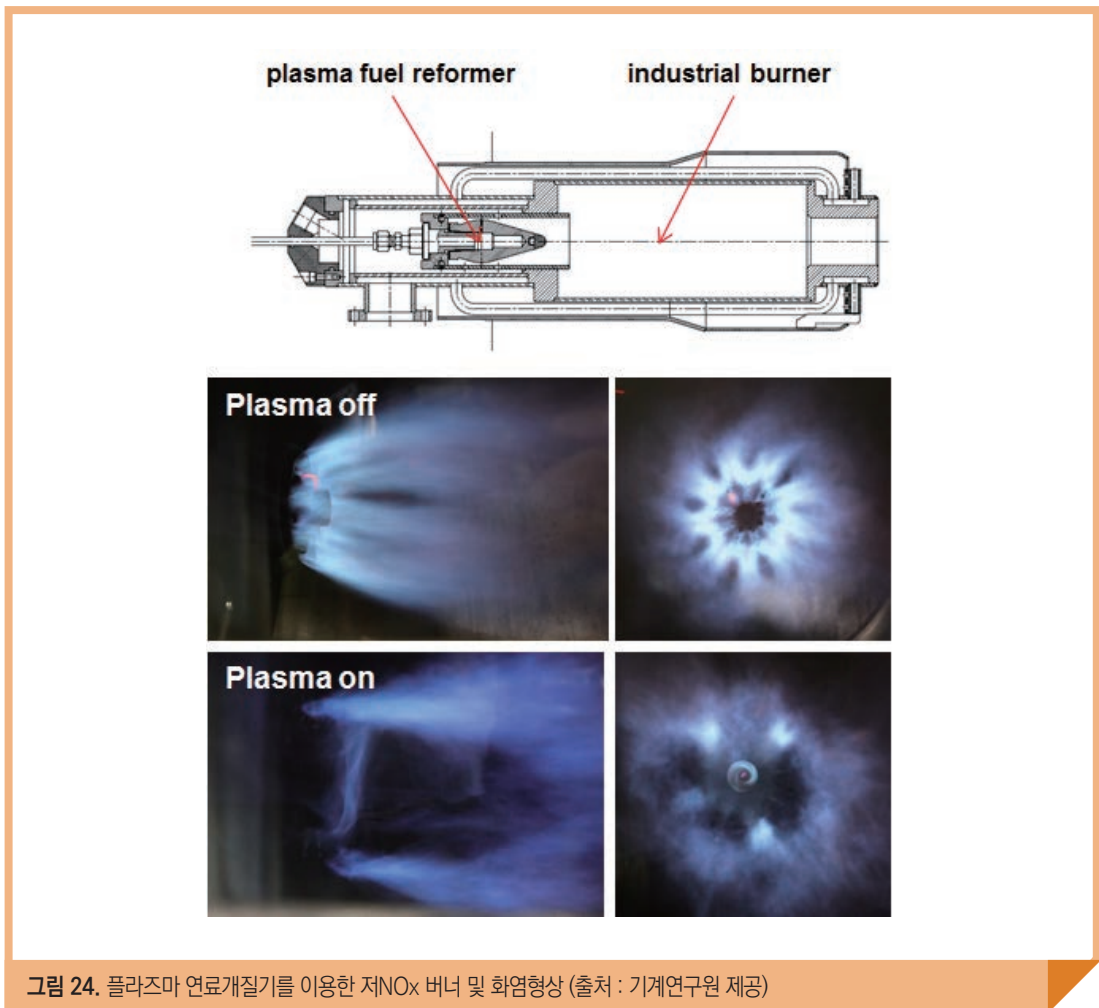 plasma fuel reformer industrial burner
Plasma off
Plasma on
그림 24. 플라즈마 연료개질기를 이용한 저NOx 버너 및 화염형상 (출처 : 기계연구원 제공)